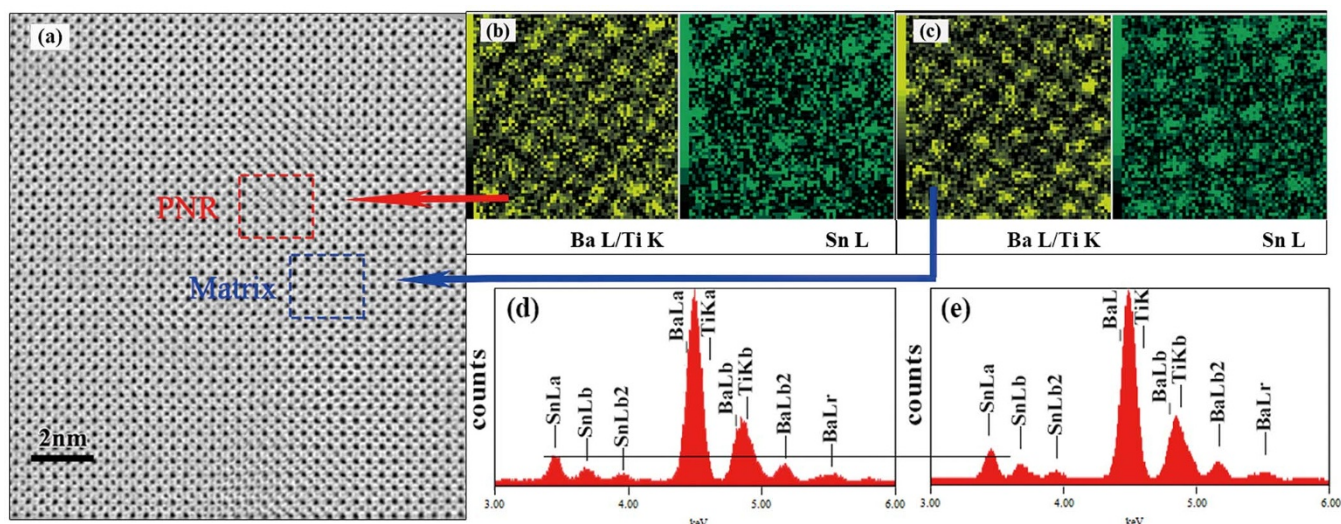 (a)
PNR
Matrix
2nm
(b)
Ba L/Ti K
Sn L
(c)
Ba L/Ti K
Sn L
(d)
counts
SnLa
SnLb
SnLb2
BaLa
TiKa
BaLb
TiKb
BaLb2
BaLr
3.00 4.00 5.00 6.00
keV
(e)
counts
SnLa
SnLb
SnLb2
BaL
TiK
BaLb
TiKb
BaLb2
BaLr
3.00 4.00 5.00 6.00
keV